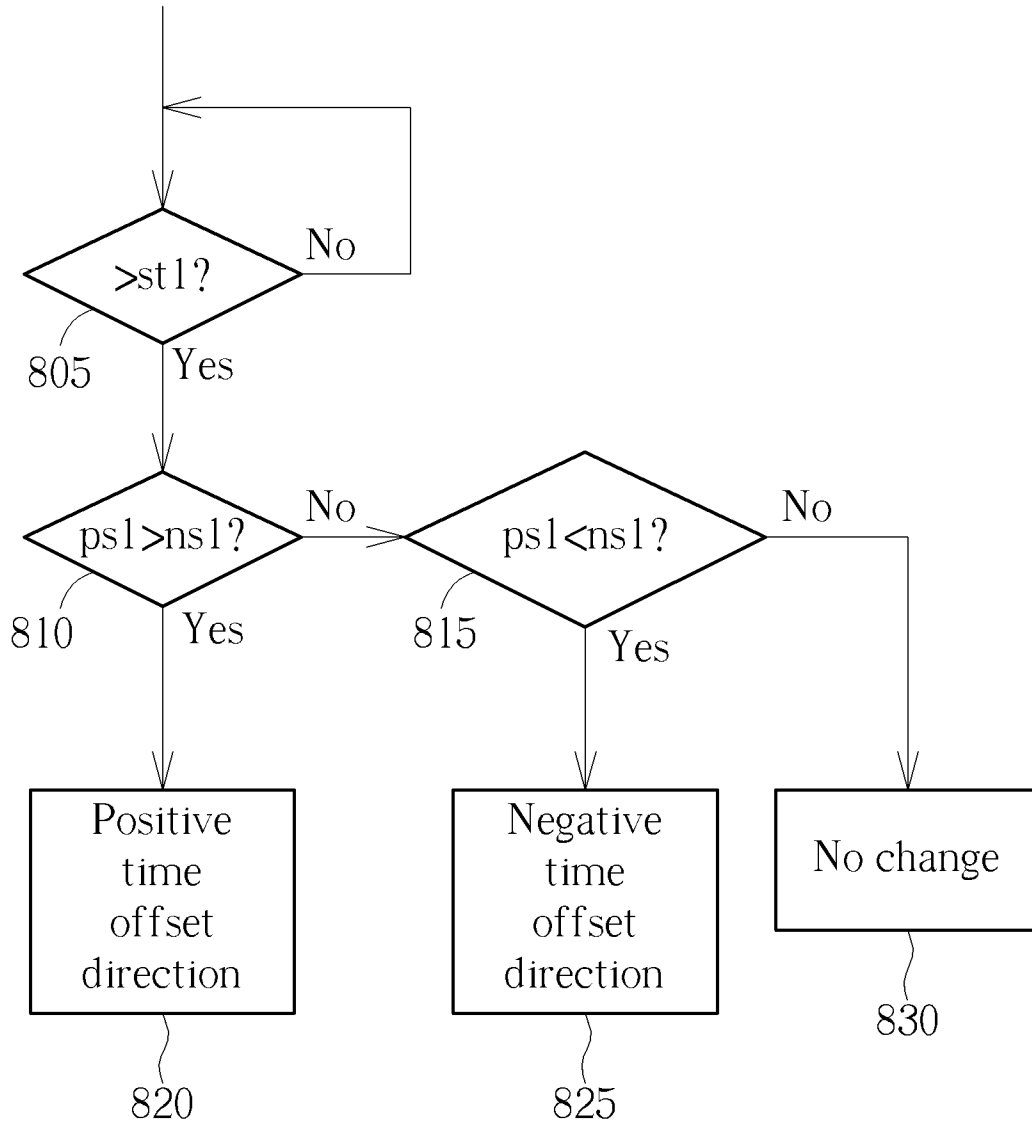 >st1?
No
805
Yes
ps1>ns1?
No
810
Yes
ps1<ns1?
No
815
Yes
Positive
time
offset
direction
820
Negative
time
offset
direction
825
No change
830